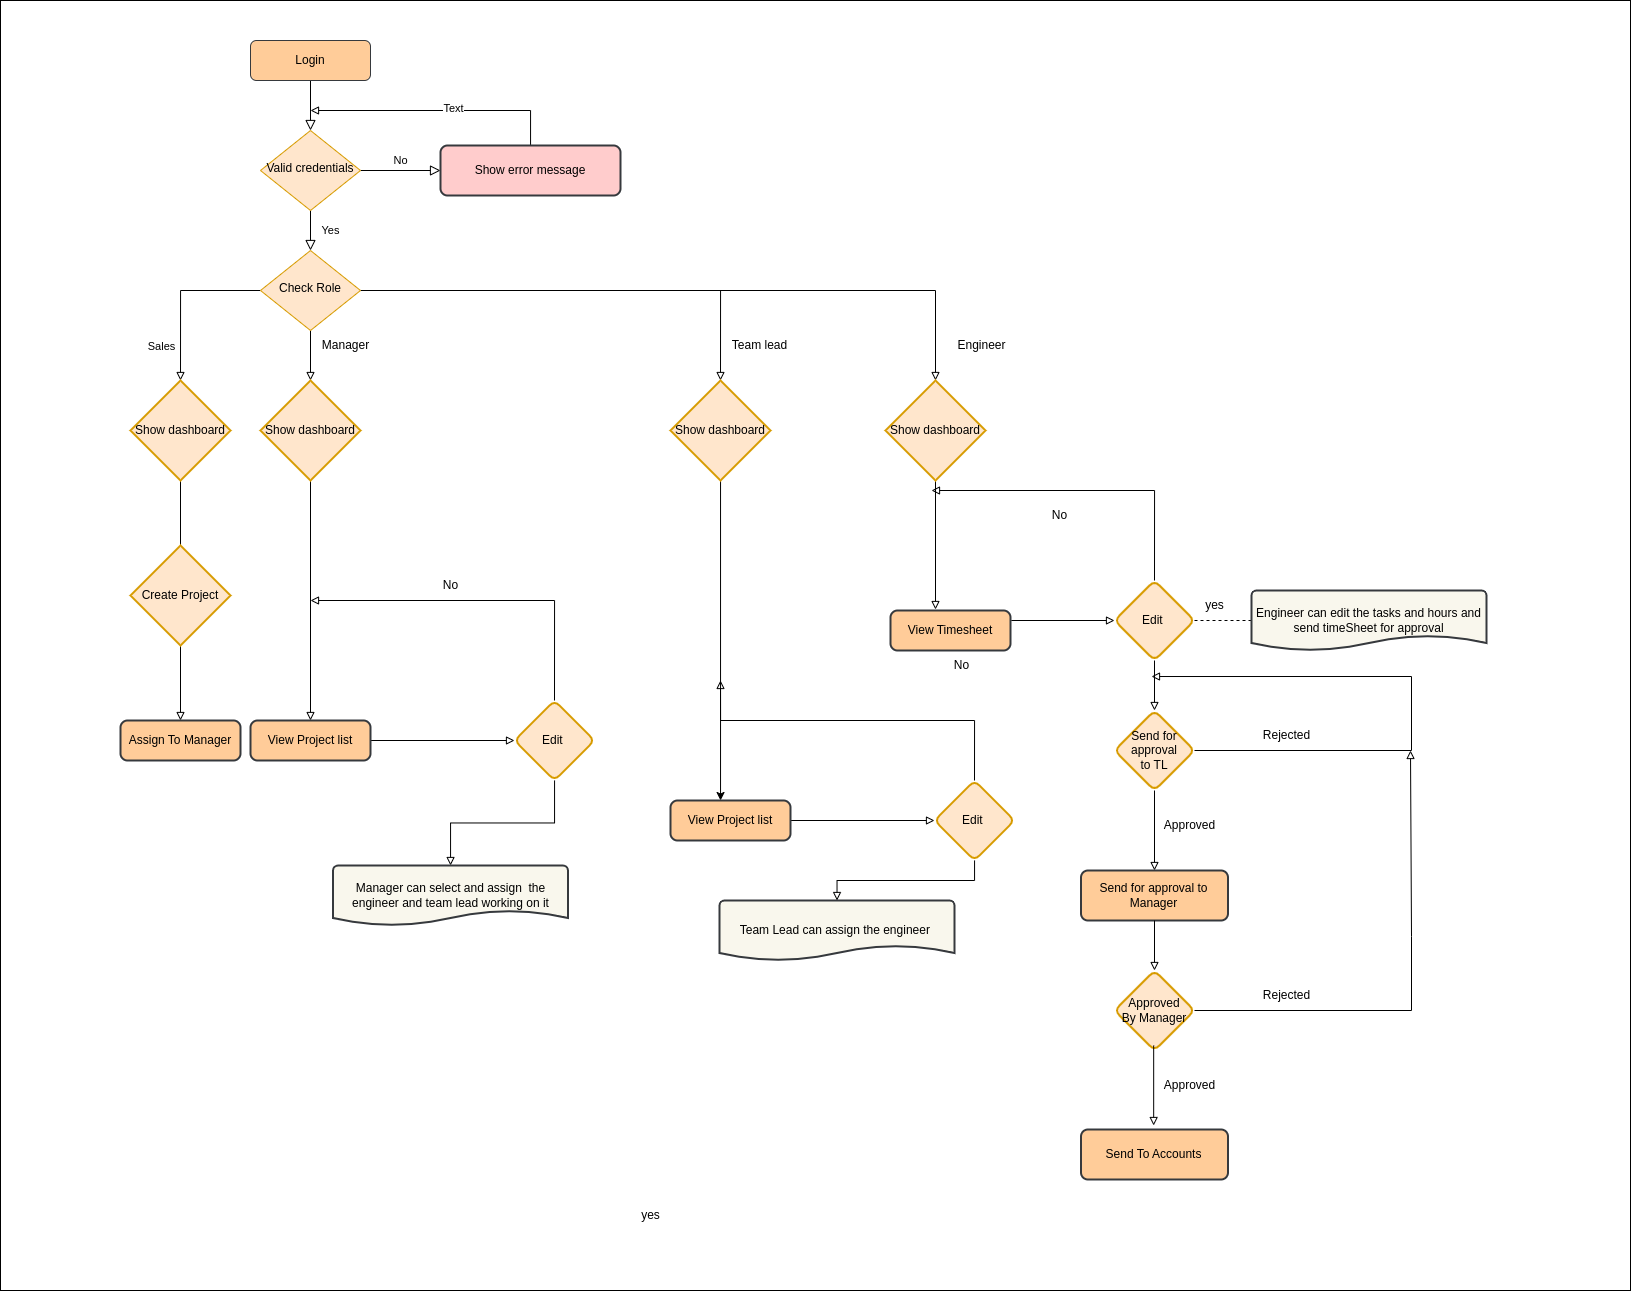 Login
Text
Valid credentials
No
Show error message
Yes
Check Role
Sales
Manager
Team lead
Engineer
Show dashboard
Show dashboard
Show dashboard
Show dashboard
No
No
Create Project
yes
Engineer can edit the tasks and hours and
send timeSheet for approval
View Timesheet
Edit
No
Assign To Manager
View Project list
Edit
Send for
approval
to TL
Rejected
View Project list
Edit
Approved
Manager can select and assign  the
engineer and team lead working on it
Send for approval to
Manager
Team Lead can assign the engineer
Approved
By Manager
Rejected
Approved
Send To Accounts
yes